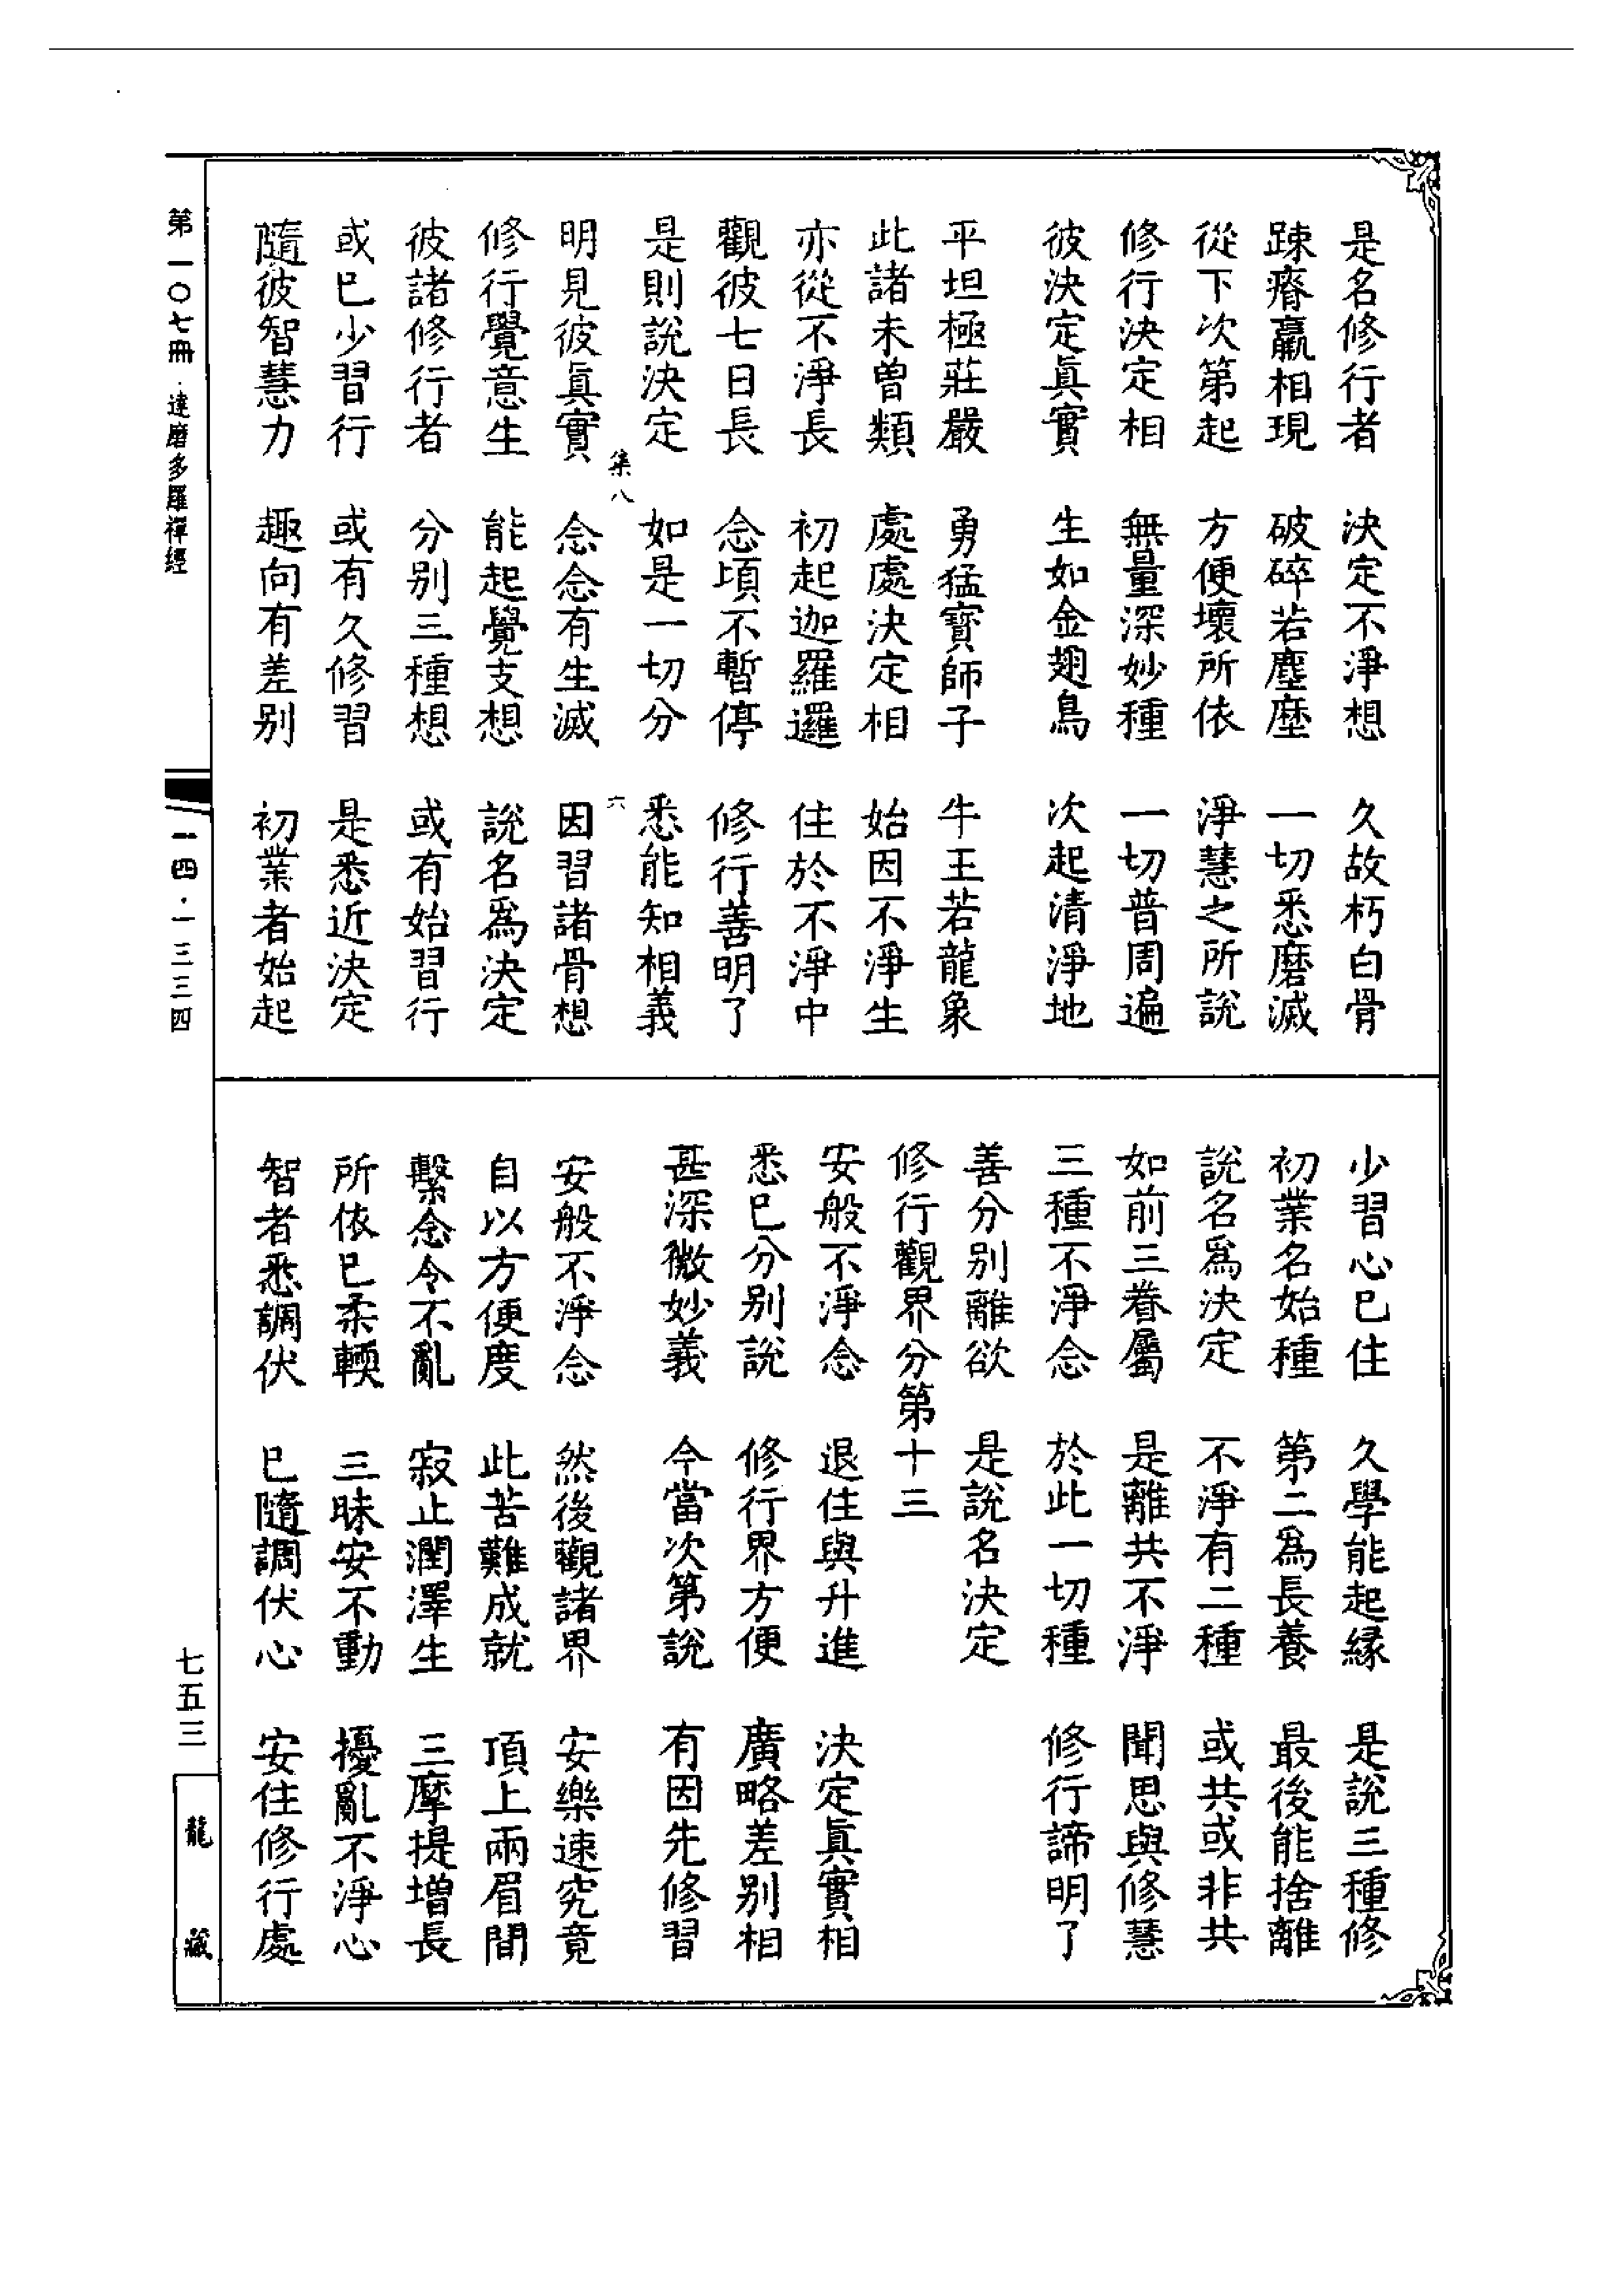 是名修行者　決定不淨想　久故朽白骨
踈瘠羸相現　破碎若塵塺　一切悉磨滅
從下次第起　方便壞所依　淨慧之所說
修行決定相　無量深妙種　一切普周遍
彼決定眞實　生如金翅鳥　次起清淨地
平坦極莊嚴　勇猛寶師子　牛王若龍象
此諸未曾類　處處決定相　始因不淨生
亦從不淨長　初起迦羅邏　住於不淨中
觀彼七日長　念頃不暫停　修行善明了
是則說決定　如是一切分　悉能知相義
集八　六
明見彼眞實　念念有生滅　因習諸骨想
修行覺意生　能起覺支想　說名爲決定
彼諸修行者　分別三種想　或有始習行
或已少習行　或有久修習　是悉近決定
隨彼智慧力　趣向有差別　初業者始起
少習心已住　久學能起緣　是說三種修
初業名始種　第二爲長養　最後能捨離
說名爲決定　不淨有二種　或共或非共
如前三眷屬　是離共不淨　聞思與修慧
三種不淨念　於此一切種　修行諦明了
善分別離欲　是說名決定
修行觀界分第十三
安般不淨念　退住與升進　決定眞實相
悉已分別說　修行界方便　廣略差別相
甚深微妙義　今當次第說　有因先修習
安般不淨念　然後觀諸界　安樂速究竟
自以方便度　此苦難成就　頂上兩眉間
繫念令不亂　寂止潤澤生　三摩提增長
所依已柔輭　三昧安不動　擾亂不淨心
智者悉調伏　已隨調伏心　安住修行處
第一〇七冊·達磨多羅禪經
一四·一三三四
七五三
龍藏